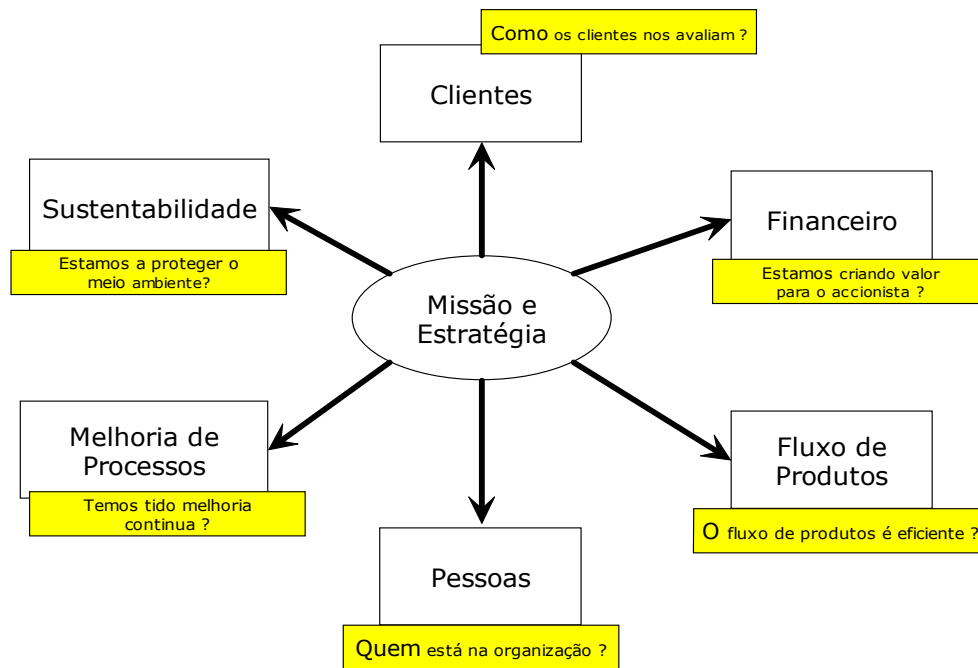 Como os clientes nos avaliam ?
Clientes
Sustentabilidade
Estamos a proteger o
meio ambiente?
Financeiro
Estamos criando valor
para o accionista ?
Missão e
Estratégia
Melhoria de
Processos
Temos tido melhoria
continua ?
Fluxo de
Produtos
O fluxo de produtos é eficiente ?
Pessoas
Quem está na organização ?